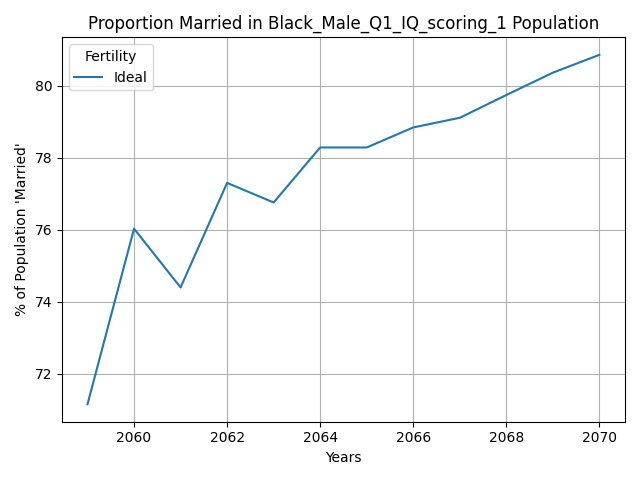 Proportion Married in Black_Male_Q1_IQ_scoring_1 Population
Fertility
Ideal
% of Population 'Married'
80
78
76
74
72
2060 2062 2064 2066 2068 2070
Years